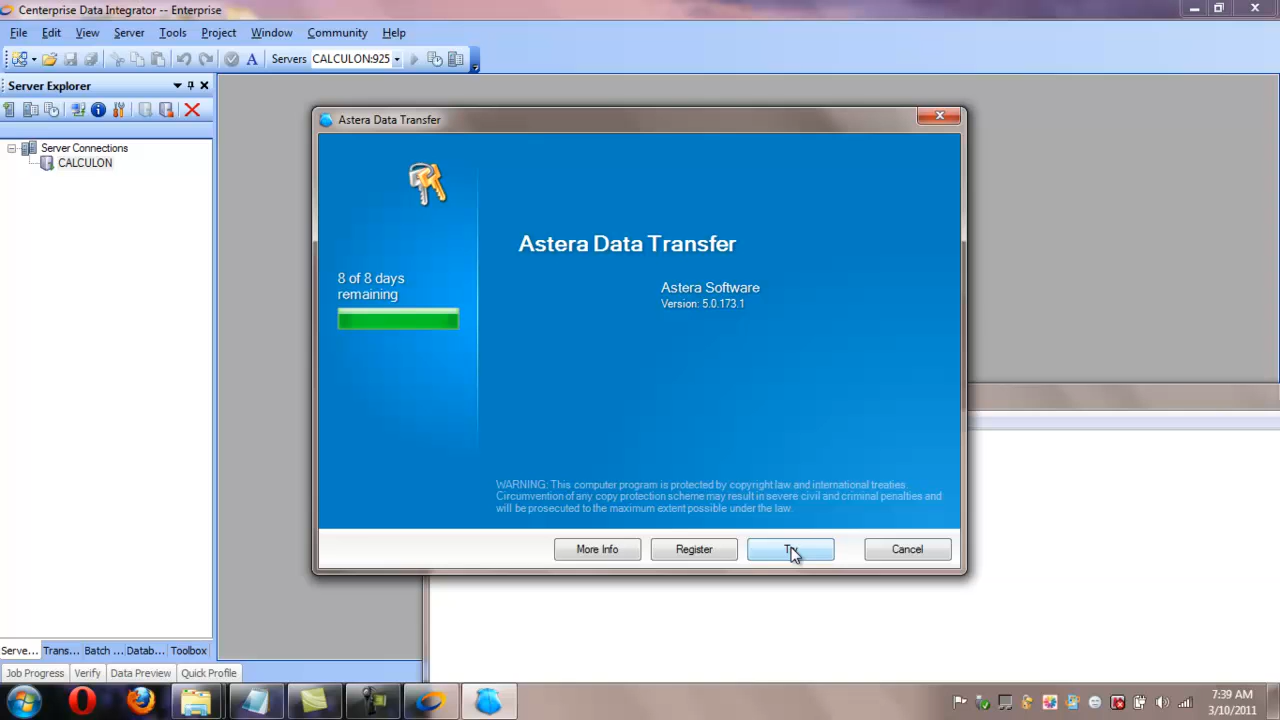 Centerprise Data Integrator -- Enterprise
File Edit View Server Tools Project Window Community Help
Servers CALCULON:925
Server Explorer
Server Connections
CALCULON
Astera Data Transfer
8 of 8 days
remaining
Astera Data Transfer
Astera Software
Version: 5.0.173.1
WARNING: This computer program is protected by copyright law and international treaties.
Circumvention of any copy protection scheme may result in severe civil and criminal penalties and
will be prosecuted to the maximum extent possible under the law.
More Info Register Cancel
Serve... Trans... Batch ... Datab... Toolbox
Job Progress Verify Data Preview Quick Profile
7:39 AM
3/10/2011